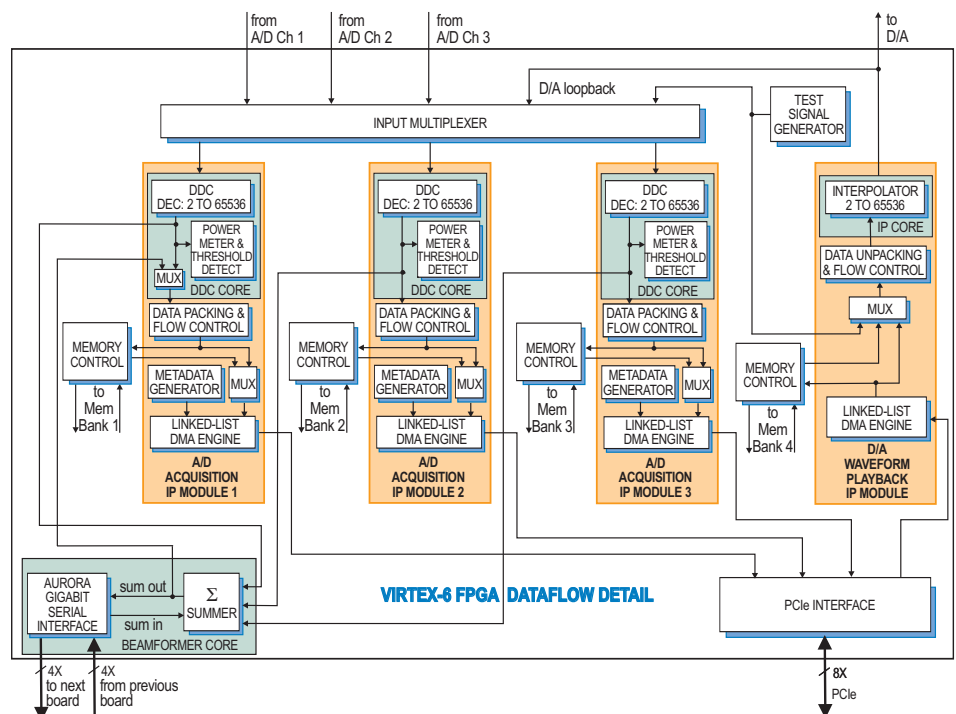 from
A/D Ch 1
from
A/D Ch 2
from
A/D Ch 3
to
D/A
D/A loopback
INPUT MULTIPLEXER
TEST
SIGNAL
GENERATOR
DDC
DEC: 2 TO 65536
POWER
METER &
THRESHOLD
DETECT
MUX
DDC CORE
DATA PACKING &
FLOW CONTROL
MEMORY
CONTROL
METADATA
GENERATOR
MUX
to
Mem
Bank 1
LINKED-LIST
DMA ENGINE
A/D
ACQUISITION
IP MODULE 1
DDC
DEC: 2 TO 65536
POWER
METER &
THRESHOLD
DETECT
DDC CORE
DATA PACKING &
FLOW CONTROL
MEMORY
CONTROL
METADATA
GENERATOR
MUX
to
Mem
Bank 2
LINKED-LIST
DMA ENGINE
A/D
ACQUISITION
IP MODULE 2
DDC
DEC: 2 TO 65536
POWER
METER &
THRESHOLD
DETECT
DDC CORE
DATA PACKING &
FLOW CONTROL
MEMORY
CONTROL
METADATA
GENERATOR
MUX
to
Mem
Bank 3
LINKED-LIST
DMA ENGINE
A/D
ACQUISITION
IP MODULE 3
INTERPOLATOR
2 TO 65536
IP CORE
DATA UNPACKING
& FLOW CONTROL
MUX
MEMORY
CONTROL
to
Mem
Bank 4
LINKED-LIST
DMA ENGINE
D/A
WAVEFORM
PLAYBACK
IP MODULE
AURORA
GIGABIT
SERIAL
INTERFACE
sum out
sum in
Σ
SUMMER
BEAMFORMER CORE
VIRTEX-6 FPGA DATAFLOW DETAIL
PCIe INTERFACE
4X
to next
board
4X
from previous
board
8X
PCIe